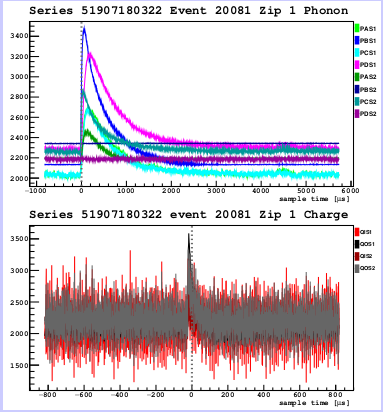 Series 51907180322 Event 20081 Zip 1 Phonon
3400
3200
3000
2800
2600
2400
2200
2000
-1000 0 1000 2000 3000 4000 5000 6000
sample time [µs]
PAS1
PBS1
PCS1
PDS1
PAS2
PBS2
PCS2
PDS2
Series 51907180322 event 20081 Zip 1 Charge
3500
3000
2500
2000
1500
-800 -600 -400 -200 0 200 400 600 800
sample time [µs]
QIS1
QOS1
QIS2
QOS2